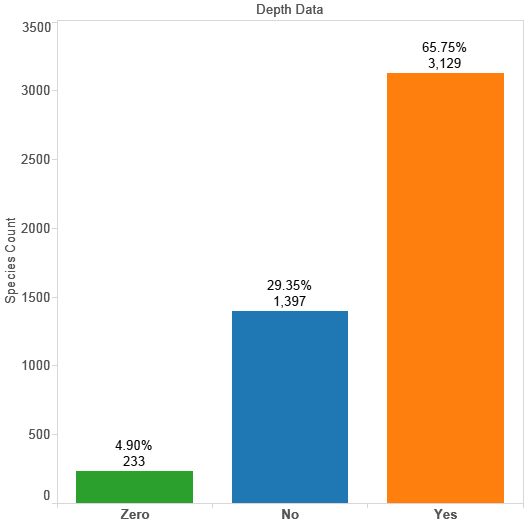 Depth Data
3500
3000
2500
2000
1500
1000
500
0
Species Count
65.75%
3,129
29.35%
1,397
4.90%
233
Zero
No
Yes